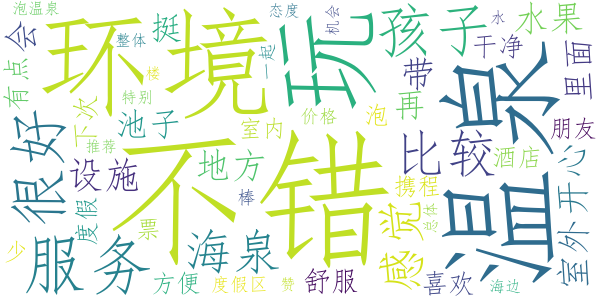 泡温泉
态度
机会
水
会
挺
整体
环境
玩
孩子
水果
有点
楼
一起
干净
里面
特别
带
泉
很好
下次
池子
再
泡
推荐
室内
价格
朋友
不错
比较
设施
地方
酒店
开心
棒
携程
温
度假
票
感觉
总体
室外
少
服务
海泉
方便
度假区
赞
舒服
喜欢
海边